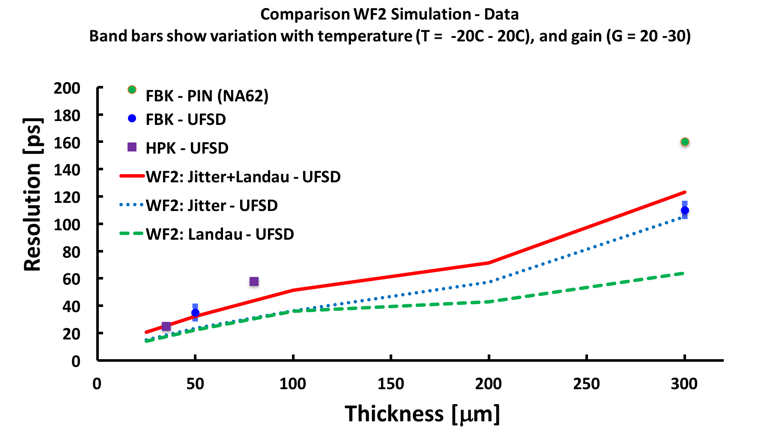 Comparison WF2 Simulation - Data
Band bars show variation with temperature (T = -20C - 20C), and gain (G = 20 -30)
200
180
160
140
120
100
80
60
40
20
0
Resolution [ps]
FBK - PIN (NA62)
FBK - UFSD
HPK - UFSD
WF2: Jitter+Landau - UFSD
WF2: Jitter - UFSD
WF2: Landau - UFSD
0 50 100 150 200 250 300
Thickness [μm]